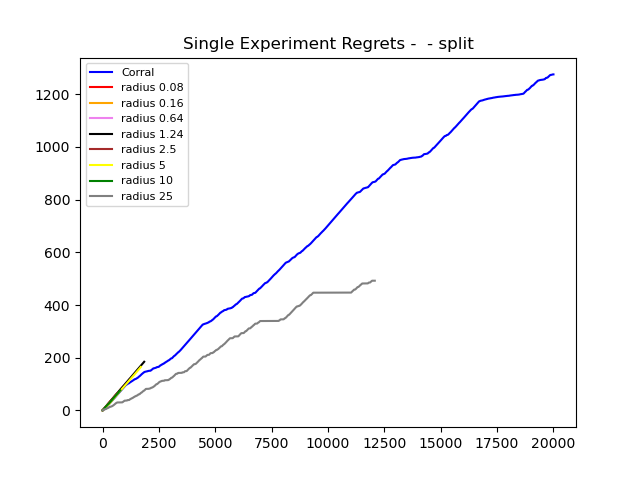 Single Experiment Regrets -  - split
Corral
radius 0.08
radius 0.16
radius 0.64
radius 1.24
radius 2.5
radius 5
radius 10
radius 25
1200
1000
800
600
400
200
0
0 2500 5000 7500 10000 12500 15000 17500 20000